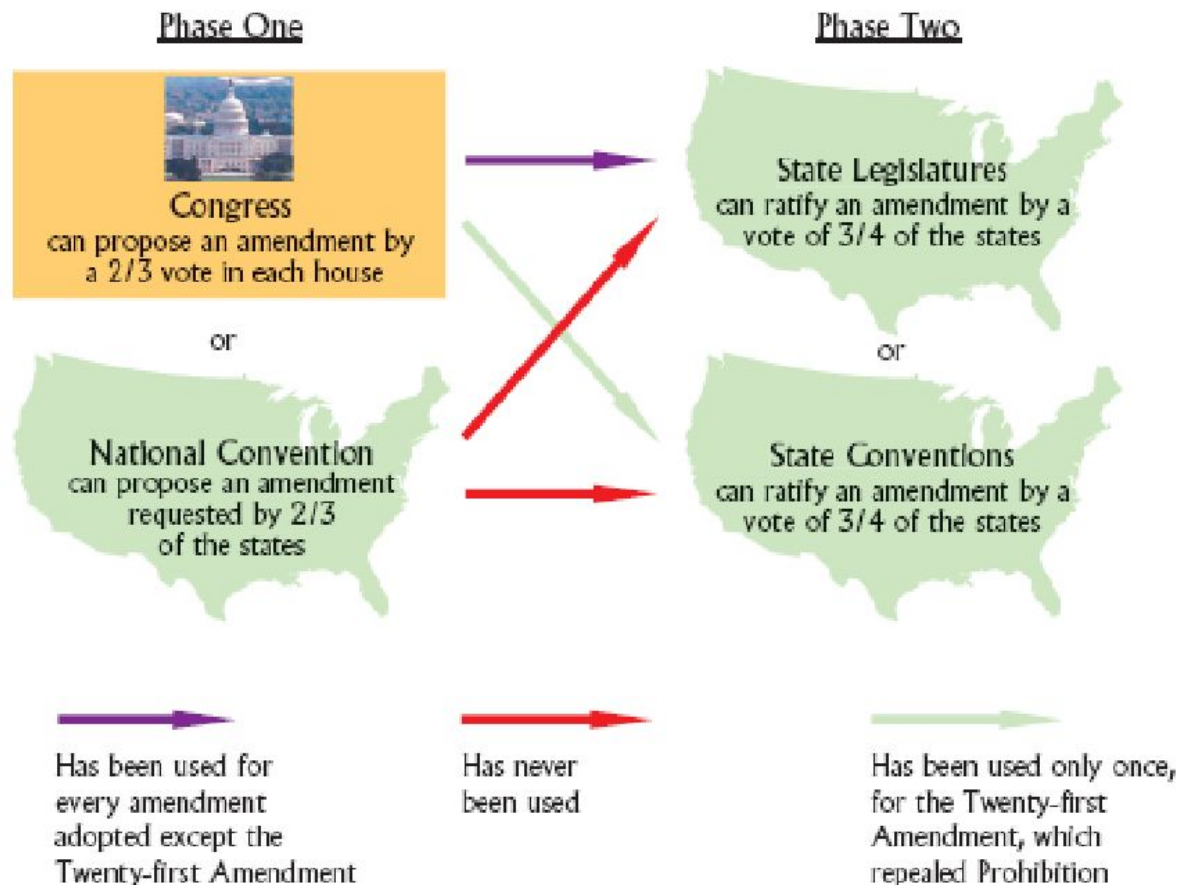 Phase One
Phase Two
Congress
can propose an amendment by
a 2/3 vote in each house
or
National Convention
can propose an amendment
requested by 2/3
of the states
State Legislatures
can ratify an amendment by a
vote of 3/4 of the states
or
State Conventions
can ratify an amendment by a
vote of 3/4 of the states
Has been used for
every amendment
adopted except the
Twenty-first Amendment
Has never
been used
Has been used only once,
for the Twenty-first
Amendment, which
repealed Prohibition